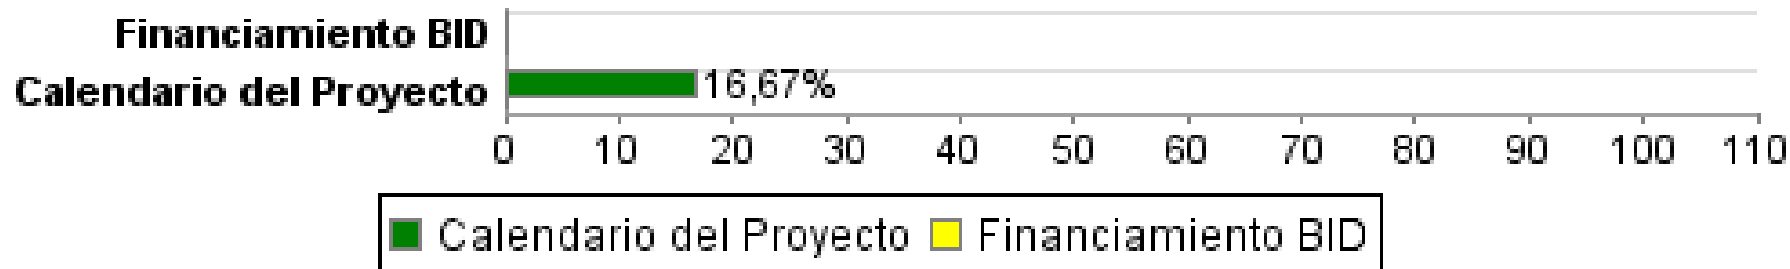 Financiamiento BID
Calendario del Proyecto 16,67%
0 10 20 30 40 50 60 70 80 90 100 110
Calendario del Proyecto Financiamiento BID